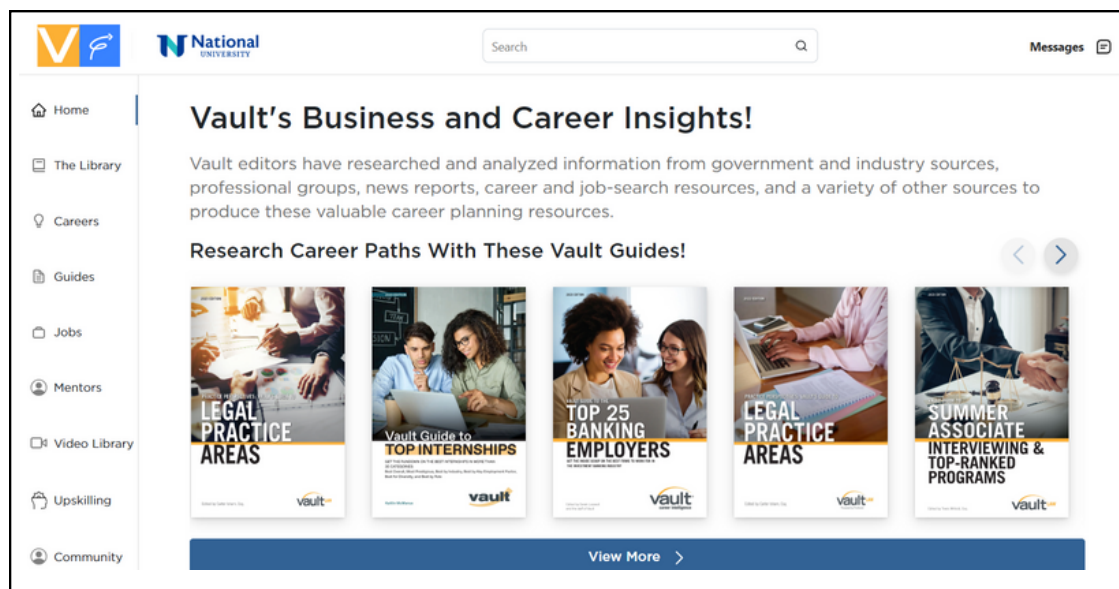 V
National
UNIVERSITY
Search
Messages
Home
The Library
Careers
Guides
Jobs
Mentors
Video Library
Upskilling
Community
Vault's Business and Career Insights!
Vault editors have researched and analyzed information from government and industry sources,
professional groups, news reports, career and job-search resources, and a variety of other sources to
produce these valuable career planning resources.
Research Career Paths With These Vault Guides!
LEGAL
PRACTICE
AREAS
vault
Vault Guide to
TOP INTERNSHIPS
vault
TOP 25
BANKING
EMPLOYERS
vault
career intelligence
LEGAL
PRACTICE
AREAS
vault
SUMMER
ASSOCIATE
INTERVIEWING &
TOP-RANKED
PROGRAMS
vault
View More